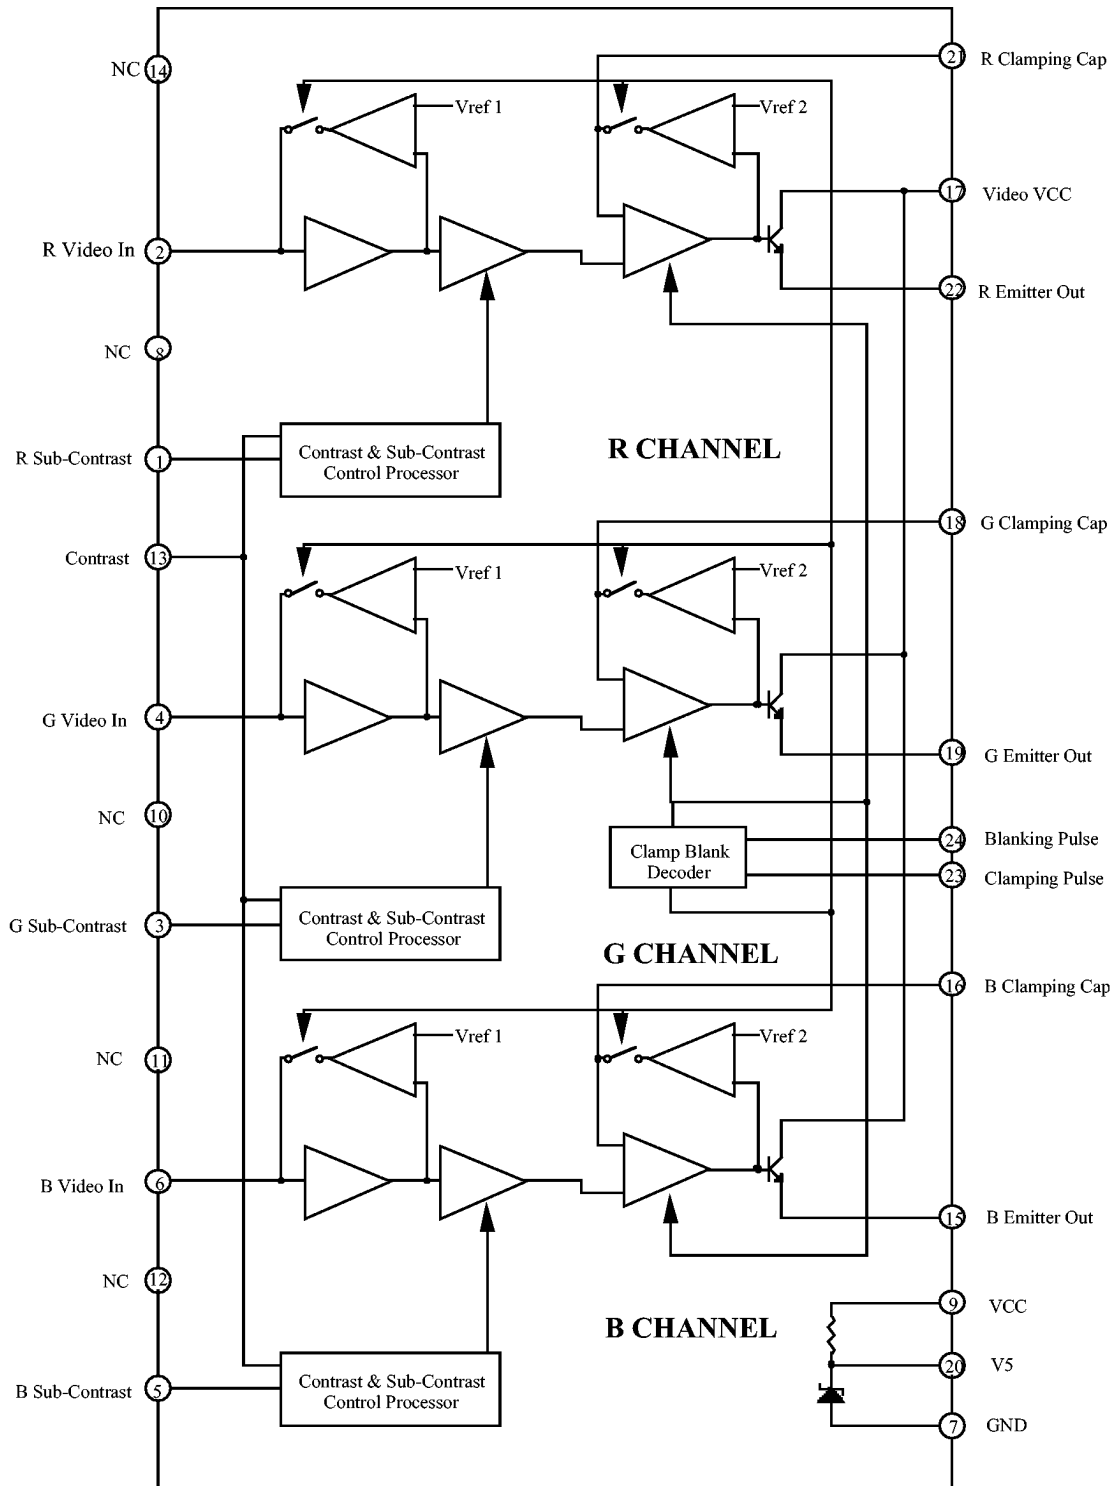 NC 14
21 R Clamping Cap
Vref 1
Vref 2
17 Video VCC
R Video In 2
22 R Emitter Out
NC 8
R CHANNEL
R Sub-Contrast 1
Contrast & Sub-Contrast
Control Processor
18 G Clamping Cap
Contrast 13
Vref 1
Vref 2
G Video In 4
19 G Emitter Out
NC 10
24 Blanking Pulse
Clamp Blank
Decoder
23 Clamping Pulse
G Sub-Contrast 3
Contrast & Sub-Contrast
Control Processor
G CHANNEL
16 B Clamping Cap
NC 11
Vref 1
Vref 2
B Video In 6
15 B Emitter Out
NC 12
9 VCC
B CHANNEL
20 V5
B Sub-Contrast 5
Contrast & Sub-Contrast
Control Processor
7 GND